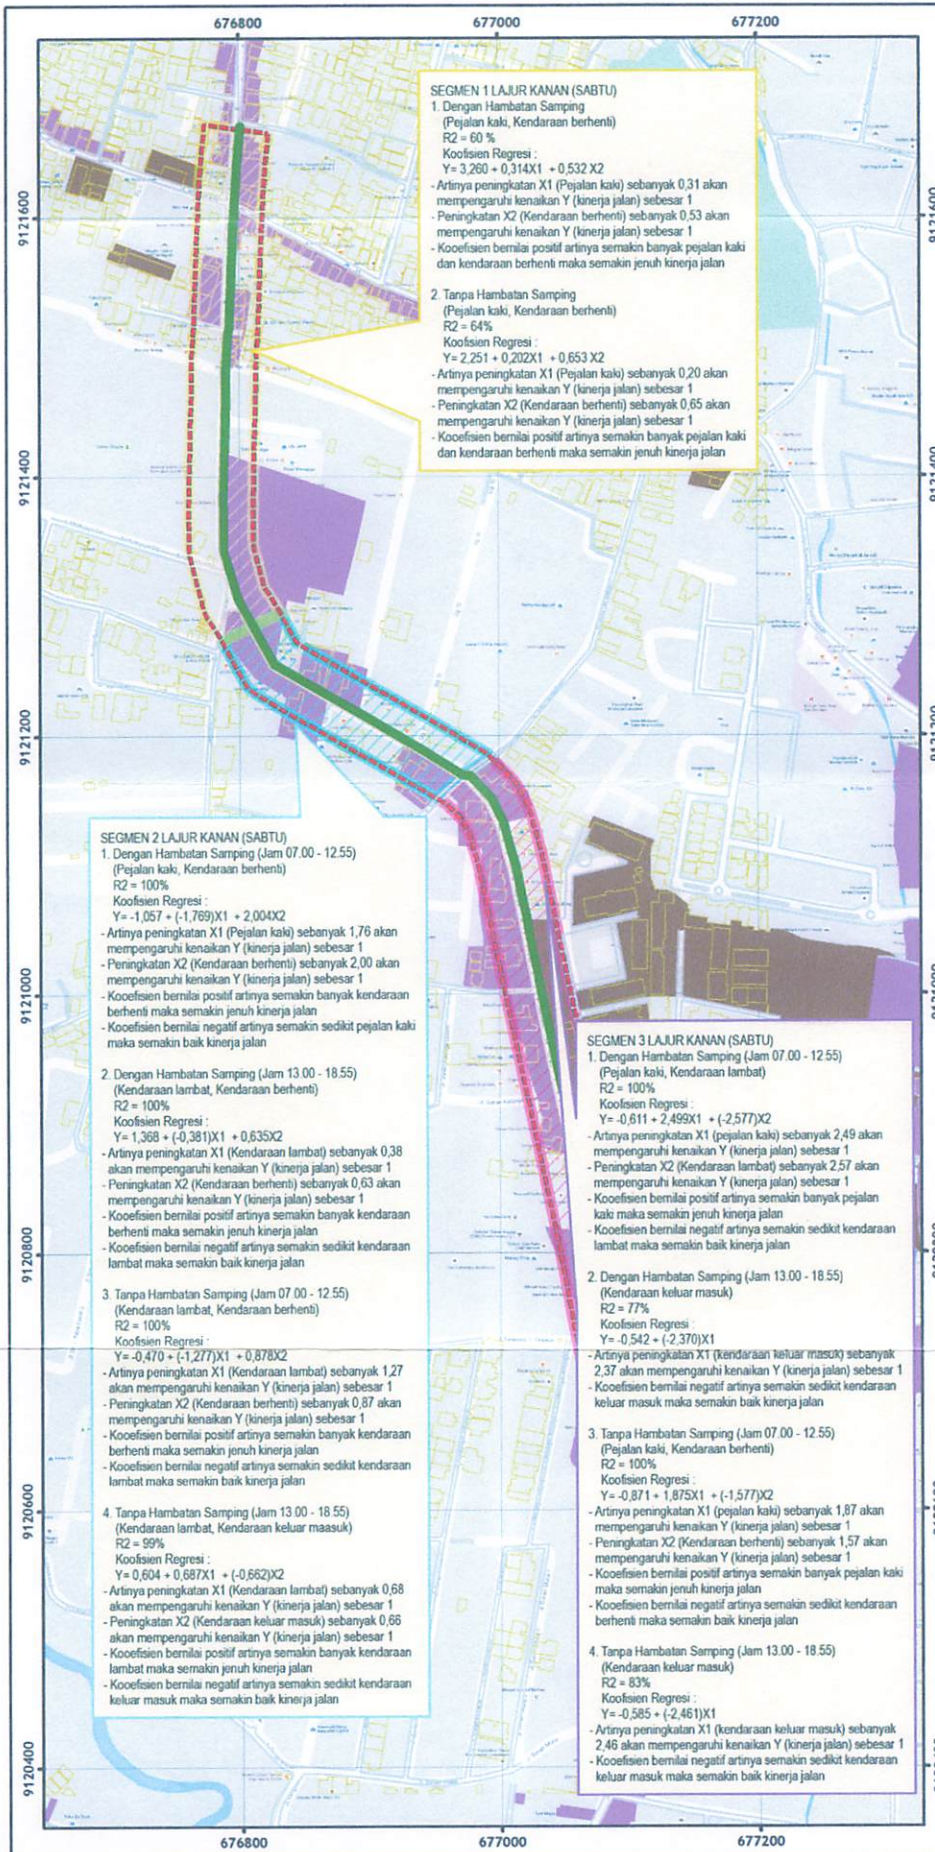 676800
677000
677200
9121600
9121400
9121200
9121000
9120800
9120600
9120400
9121600
9121400
9121200
SEGMEN 1 LAJUR KANAN (SABTU)
1. Dengan Hambatan Samping
(Pejalan kaki, Kendaraan berhenti)
R2 = 60 %
Koofisien Regresi :
Y= 3,260 + 0,314X1 + 0,532 X2
- Artinya peningkatan X1 (Pejalan kaki) sebanyak 0,31 akan
mempengaruhi kenaikan Y (kinerja jalan) sebesar 1
- Peningkatan X2 (Kendaraan berhenti) sebanyak 0,53 akan
mempengaruhi kenaikan Y (kinerja jalan) sebesar 1
- Kooefisien bernilai positif artinya semakin banyak pejalan kaki
dan kendaraan berhenti maka semakin jenuh kinerja jalan
2. Tanpa Hambatan Samping
(Pejalan kaki, Kendaraan berhenti)
R2 = 64%
Koofisien Regresi :
Y= 2,251 + 0,202X1 + 0,653 X2
- Artinya peningkatan X1 (Pejalan kaki) sebanyak 0,20 akan
mempengaruhi kenaikan Y (kinerja jalan) sebesar 1
- Peningkatan X2 (Kendaraan berhenti) sebanyak 0,65 akan
mempengaruhi kenaikan Y (kinerja jalan) sebesar 1
- Kooefisien bernilai positif artinya semakin banyak pejalan kaki
dan kendaraan berhenti maka semakin jenuh kinerja jalan
SEGMEN 2 LAJUR KANAN (SABTU)
1. Dengan Hambatan Samping (Jam 07.00 - 12.55)
(Pejalan kaki, Kendaraan berhenti)
R2 = 100%
Koofisien Regresi :
Y= -1,057 + (-1,769)X1 + 2,004X2
- Artinya peningkatan X1 (Pejalan kaki) sebanyak 1,76 akan
mempengaruhi kenaikan Y (kinerja jalan) sebesar 1
- Peningkatan X2 (Kendaraan berhenti) sebanyak 2,00 akan
mempengaruhi kenaikan Y (kinerja jalan) sebesar 1
- Kooefisien bernilai positif artinya semakin banyak kendaraan
berhenti maka semakin jenuh kinerja jalan
- Kooefisien bernilai negatif artinya semakin sedikit pejalan kaki
maka semakin baik kinerja jalan
2. Dengan Hambatan Samping (Jam 13.00 - 18.55)
(Kendaraan lambat, Kendaraan berhenti)
R2 = 100%
Koofisien Regresi :
Y= 1,368 + (-0,381)X1 + 0,635X2
- Artinya peningkatan X1 (Kendaraan lambat) sebanyak 0,38
akan mempengaruhi kenaikan Y (kinerja jalan) sebesar 1
- Peningkatan X2 (Kendaraan berhenti) sebanyak 0,63 akan
mempengaruhi kenaikan Y (kinerja jalan) sebesar 1
- Kooefisien bernilai positif artinya semakin banyak kendaraan
berhenti maka semakin jenuh kinerja jalan
- Kooefisien bernilai negatif artinya semakin sedikit kendaraan
lambat maka semakin baik kinerja jalan
3. Tanpa Hambatan Samping (Jam 07.00 - 12.55)
(Kendaraan lambat, Kendaraan berhenti)
R2 = 100%
Koofisien Regresi :
Y= -0,470 + (-1,277)X1 + 0,878X2
- Artinya peningkatan X1 (Kendaraan lambat) sebanyak 1,27
akan mempengaruhi kenaikan Y (kinerja jalan) sebesar 1
- Peningkatan X2 (Kendaraan berhenti) sebanyak 0,87 akan
mempengaruhi kenaikan Y (kinerja jalan) sebesar 1
- Kooefisien bernilai positif artinya semakin banyak kendaraan
berhenti maka semakin jenuh kinerja jalan
- Kooefisien bernilai negatif artinya semakin sedikit kendaraan
lambat maka semakin baik kinerja jalan
4. Tanpa Hambatan Samping (Jam 13.00 - 18.55)
(Kendaraan lambat, Kendaraan keluar maasuk)
R2 = 99%
Koofisien Regresi :
Y= 0,604 + 0,687X1 + (-0,662)X2
- Artinya peningkatan X1 (Kendaraan lambat) sebanyak 0,68
akan mempengaruhi kenaikan Y (kinerja jalan) sebesar 1
- Peningkatan X2 (Kendaraan keluar masuk) sebanyak 0,66
akan mempengaruhi kenaikan Y (kinerja jalan) sebesar 1
- Kooefisien bernilai positif artinya semakin banyak kendaraan
lambat maka semakin jenuh kinerja jalan
- Kooefisien bernilai negatif artinya semakin sedikit kendaraan
keluar masuk maka semakin baik kinerja jalan
SEGMEN 3 LAJUR KANAN (SABTU)
1. Dengan Hambatan Samping (Jam 07.00 - 12.55)
(Pejalan kaki, Kendaraan lambat)
R2 = 100%
Koofisien Regresi :
Y= -0,611 + 2,499X1 + (-2,577)X2
- Artinya peningkatan X1 (pejalan kaki) sebanyak 2,49 akan
mempengaruhi kenaikan Y (kinerja jalan) sebesar 1
- Peningkatan X2 (Kendaraan lambat) sebanyak 2,57 akan
mempengaruhi kenaikan Y (kinerja jalan) sebesar 1
- Kooefisien bernilai positif artinya semakin banyak pejalan
kaki maka semakin jenuh kinerja jalan
- Kooefisien bernilai negatif artinya semakin sedikit kendaraan
lambat maka semakin baik kinerja jalan
2. Dengan Hambatan Samping (Jam 13.00 - 18.55)
(Kendaraan keluar masuk)
R2 = 77%
Koofisien Regresi :
Y= -0,542 + (-2,370)X1
- Artinya peningkatan X1 (kendaraan keluar masuk) sebanyak
2,37 akan mempengaruhi kenaikan Y (kinerja jalan) sebesar 1
- Kooefisien bernilai negatif artinya semakin sedikit kendaraan
keluar masuk maka semakin baik kinerja jalan
3. Tanpa Hambatan Samping (Jam 07.00 - 12.55)
(Pejalan kaki, Kendaraan berhenti)
R2 = 100%
Koofisien Regresi :
Y= -0,871 + 1,875X1 + (-1,577)X2
- Artinya peningkatan X1 (pejalan kaki) sebanyak 1,87 akan
mempengaruhi kenaikan Y (kinerja jalan) sebesar 1
- Peningkatan X2 (Kendaraan berhenti) sebanyak 1,57 akan
mempengaruhi kenaikan Y (kinerja jalan) sebesar 1
- Kooefisien bernilai positif artinya semakin banyak pejalan kaki
maka semakin jenuh kinerja jalan
- Kooefisien bernilai negatif artinya semakin sedikit kendaraan
berhenti maka semakin baik kinerja jalan
4. Tanpa Hambatan Samping (Jam 13.00 - 18.55)
(Kendaraan keluar masuk)
R2 = 83%
Koofisien Regresi :
Y= -0,585 + (-2,461)X1
- Artinya peningkatan X1 (kendaraan keluar masuk) sebanyak
2,46 akan mempengaruhi kenaikan Y (kinerja jalan) sebesar 1
- Kooefisien bernilai negatif artinya semakin sedikit kendaraan
keluar masuk maka semakin baik kinerja jalan
676800
677000
677200